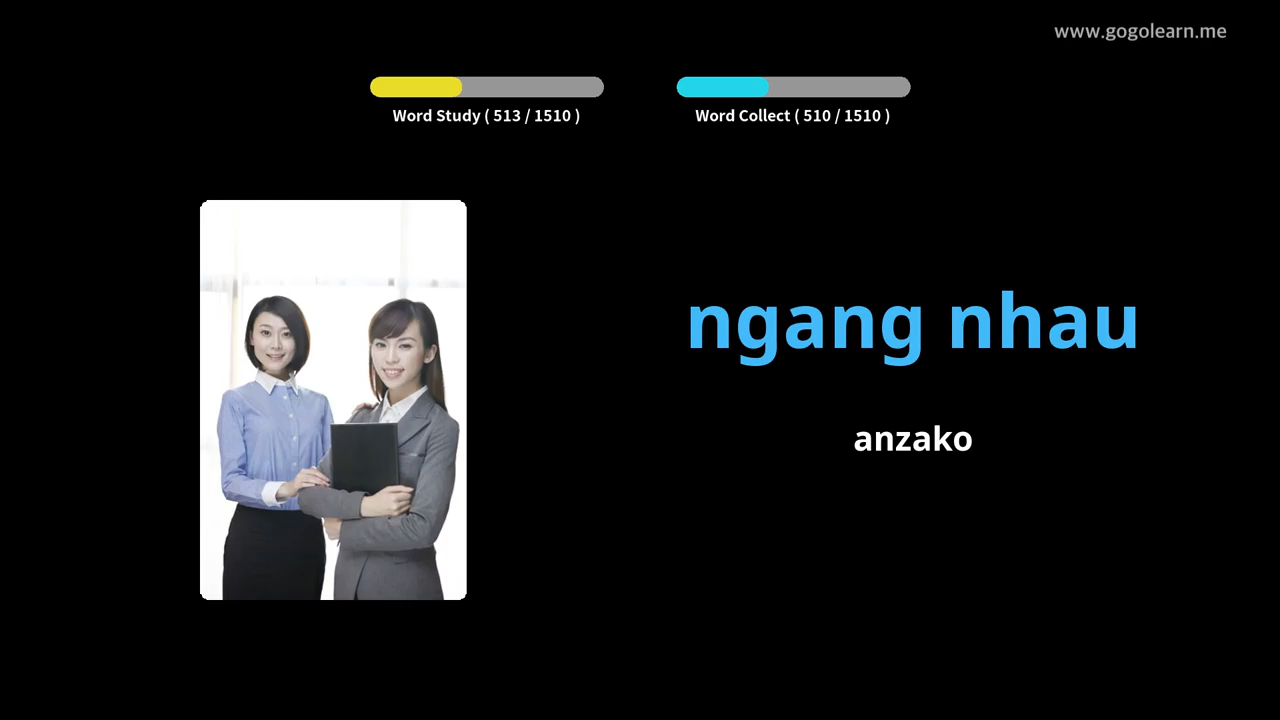 www.gogolearn.me
Word Study ( 513 / 1510 )
Word Collect ( 510 / 1510 )
ngang nhau
anzako